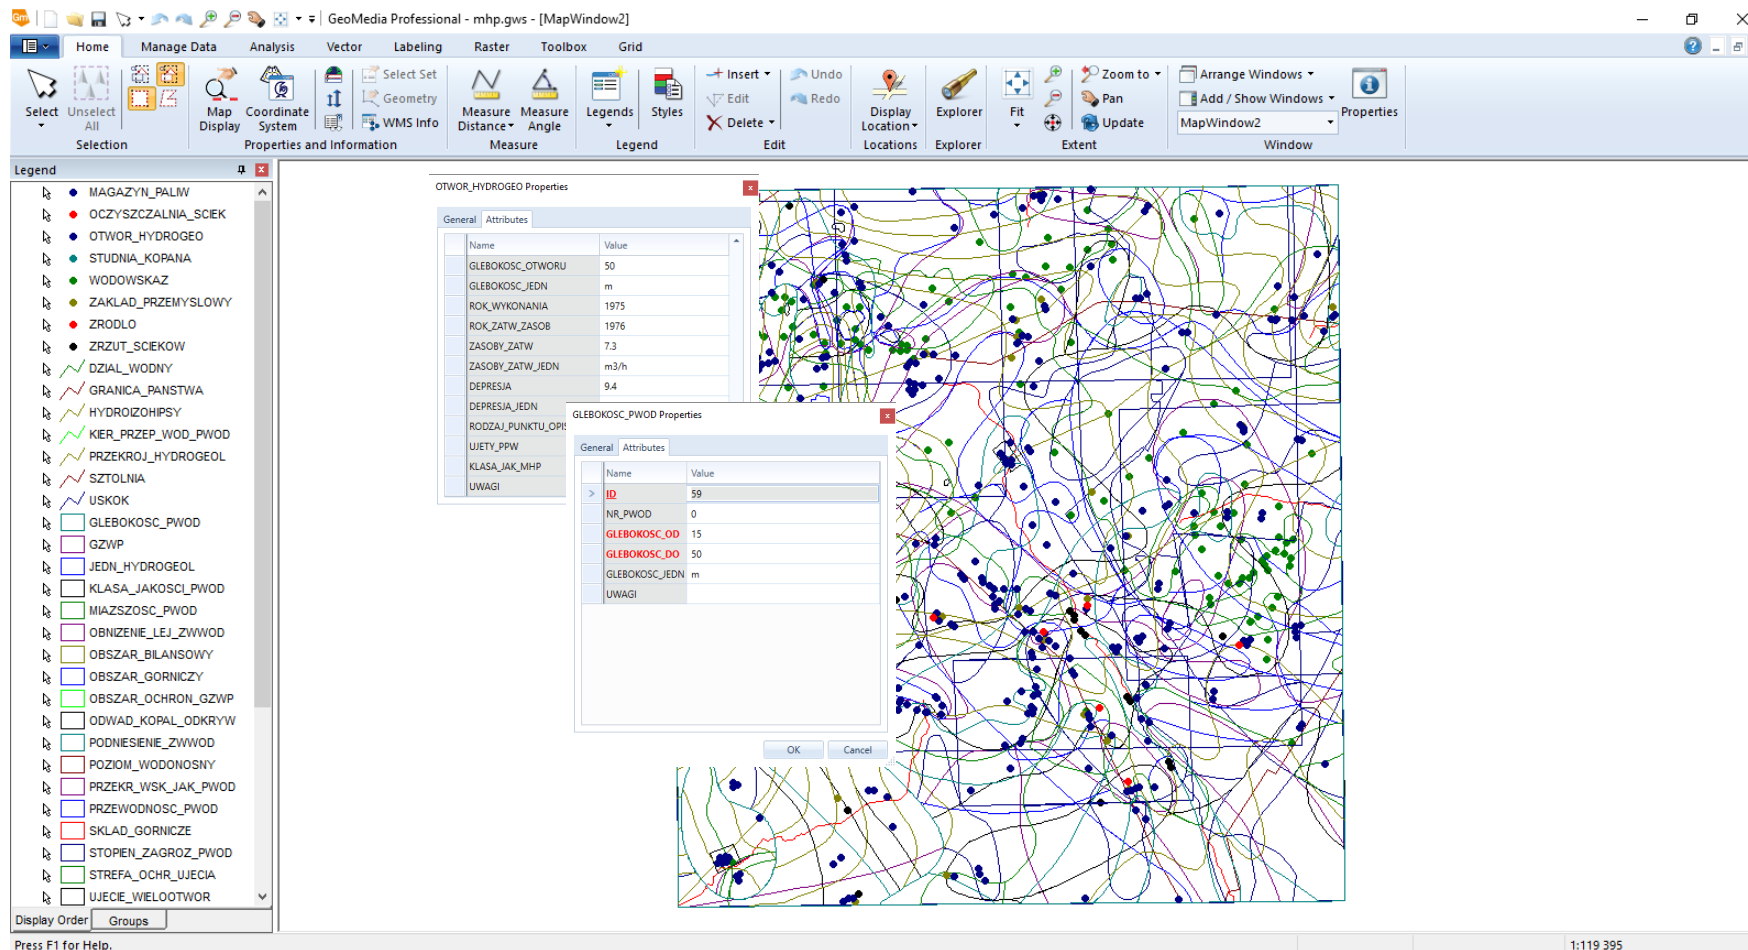 Gm
GeoMedia Professional - mhp.gws - [MapWindow2]
Home Manage Data Analysis Vector Labeling Raster Toolbox Grid
Select
Unselect All
Selection
Map Display
Coordinate System
Select Set
Geometry
WMS Info
Properties and Information
Measure Distance
Measure Angle
Measure
Legends
Styles
Legend
Insert
Edit
Delete
Undo
Redo
Edit
Display Location
Locations
Explorer
Explorer
Fit
Zoom to
Pan
Update
Extent
Arrange Windows
Add / Show Windows
MapWindow2
Properties
Window
Legend
MAGAZYN_PALIW
OCZYSZCZALNIA_SCIEK
OTWOR_HYDROGEO
STUDNIA_KOPANA
WODOWSKAZ
ZAKLAD_PRZEMYSLOWY
ZRODLO
ZRZUT_SCIEKOW
DZIAL_WODNY
GRANICA_PANSTWA
HYDROIZOHIPSY
KIER_PRZEP_WOD_PWOD
PRZEKROJ_HYDROGEOL
SZTOLNIA
USKOK
GLEBOKOSC_PWOD
GZWP
JEDN_HYDROGEOL
KLASA_JAKOSCI_PWOD
MIAZSZOSC_PWOD
OBNIZENIE_LEJ_ZWWOD
OBSZAR_BILANSOWY
OBSZAR_GORNICZY
OBSZAR_OCHRON_GZWP
ODWAD_KOPAL_ODKRYW
PODNIESIENIE_ZWWOD
POZIOM_WODONOSNY
PRZEKR_WSK_JAK_PWOD
PRZEWODNOSC_PWOD
SKLAD_GORNICZE
STOPIEN_ZAGROZ_PWOD
STREFA_OCHR_UJECIA
UJECIE_WIELOOTWOR
Display Order Groups
OTWOR_HYDROGEO Properties
General Attributes
Name Value
GLEBOKOSC_OTWORU 50
GLEBOKOSC_JEDN m
ROK_WYKONANIA 1975
ROK_ZATW_ZASOB 1976
ZASOBY_ZATW 7.3
ZASOBY_ZATW_JEDN m3/h
DEPRESJA 9.4
DEPRESJA_JEDN
RODZAJ_PUNKTU_OPIS
UJETY_PPW
KLASA_JAK_MHP
UWAGI
GLEBOKOSC_PWOD Properties
General Attributes
Name Value
ID 59
NR_PWOD 0
GLEBOKOSC_OD 15
GLEBOKOSC_DO 50
GLEBOKOSC_JEDN m
UWAGI
OK Cancel
Press F1 for Help.
1:119 395